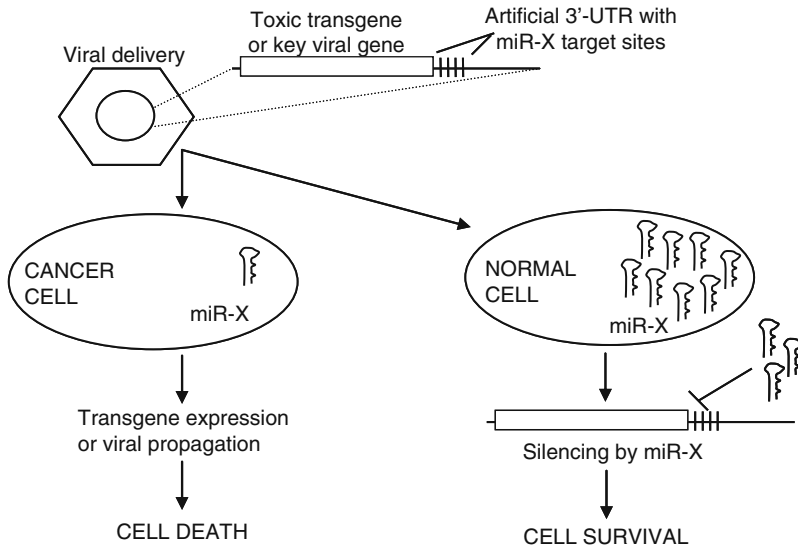 Viral delivery
Toxic transgene
or key viral gene
Artificial 3'-UTR with
miR-X target sites
CANCER
CELL
miR-X
NORMAL
CELL
miR-X
Transgene expression
or viral propagation
Silencing by miR-X
CELL DEATH
CELL SURVIVAL